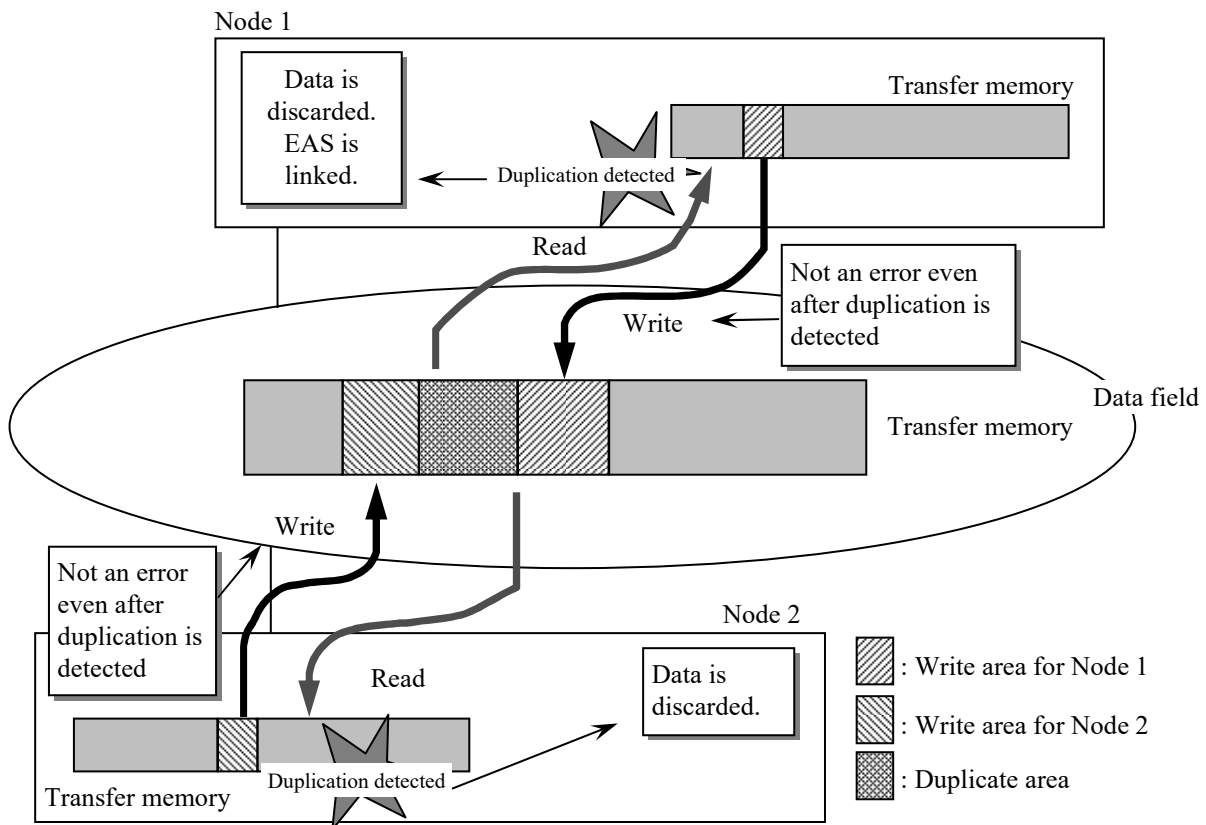 Node 1
Data is
discarded.
EAS is
linked.
Transfer memory
Duplication detected
Read
Not an error even
after duplication is
detected
Write
Data field
Transfer memory
Write
Not an error
even after
duplication is
detected
Node 2
Read
Data is
discarded.
Duplication detected
Transfer memory
: Write area for Node 1
: Write area for Node 2
: Duplicate area